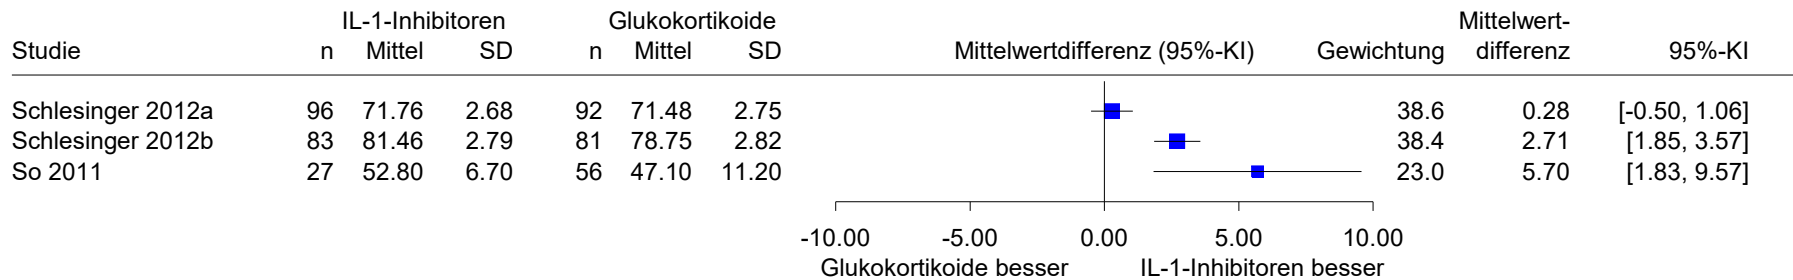 IL-1-Inhibitoren Glukokortikoide Mittelwert-
Studie n Mittel SD n Mittel SD Mittelwertdifferenz (95%-KI) Gewichtung differenz 95%-KI
Schlesinger 2012a 96 71.76 2.68 92 71.48 2.75 38.6 0.28 [-0.50, 1.06]
Schlesinger 2012b 83 81.46 2.79 81 78.75 2.82 38.4 2.71 [1.85, 3.57]
So 2011 27 52.80 6.70 56 47.10 11.20 23.0 5.70 [1.83, 9.57]
-10.00 -5.00 0.00 5.00 10.00
Glukokortikoide besser IL-1-Inhibitoren besser